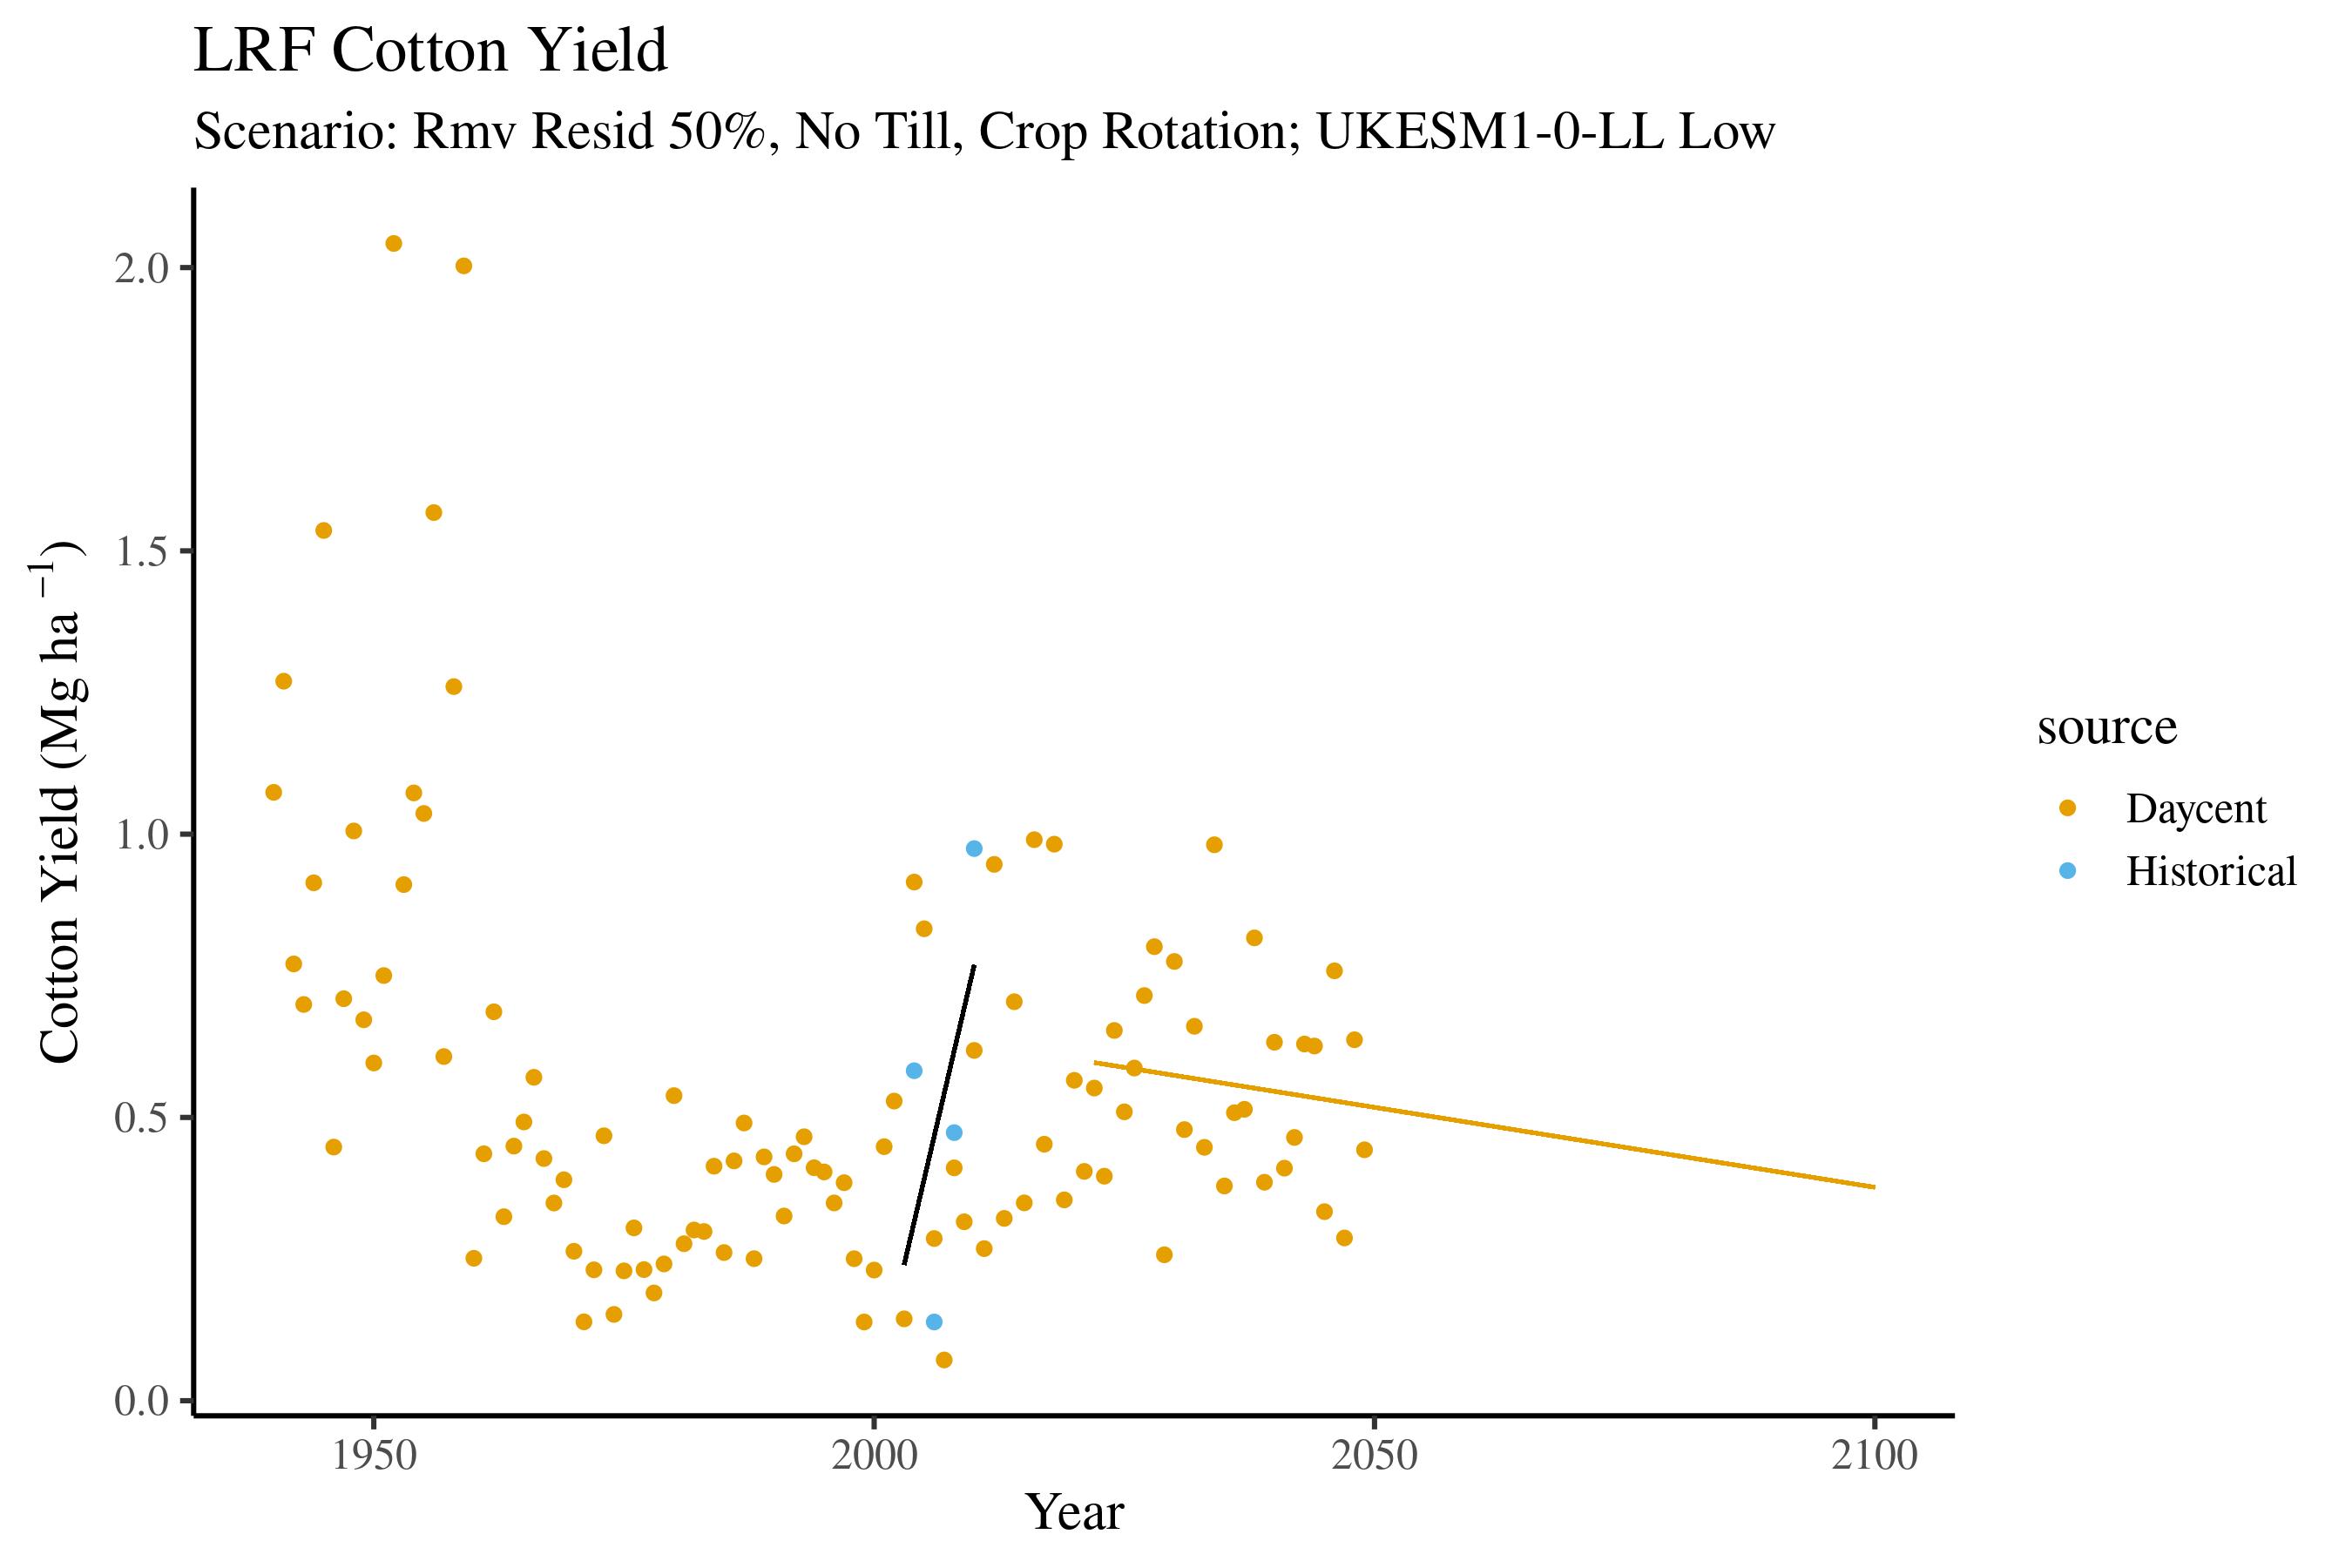 LRF Cotton Yield
Scenario: Rmv Resid 50%, No Till, Crop Rotation; UKESM1-0-LL Low
Cotton Yield (Mg ha −1)
2.0
1.5
1.0
0.5
0.0
1950 2000 2050 2100
Year
source
Daycent
Historical